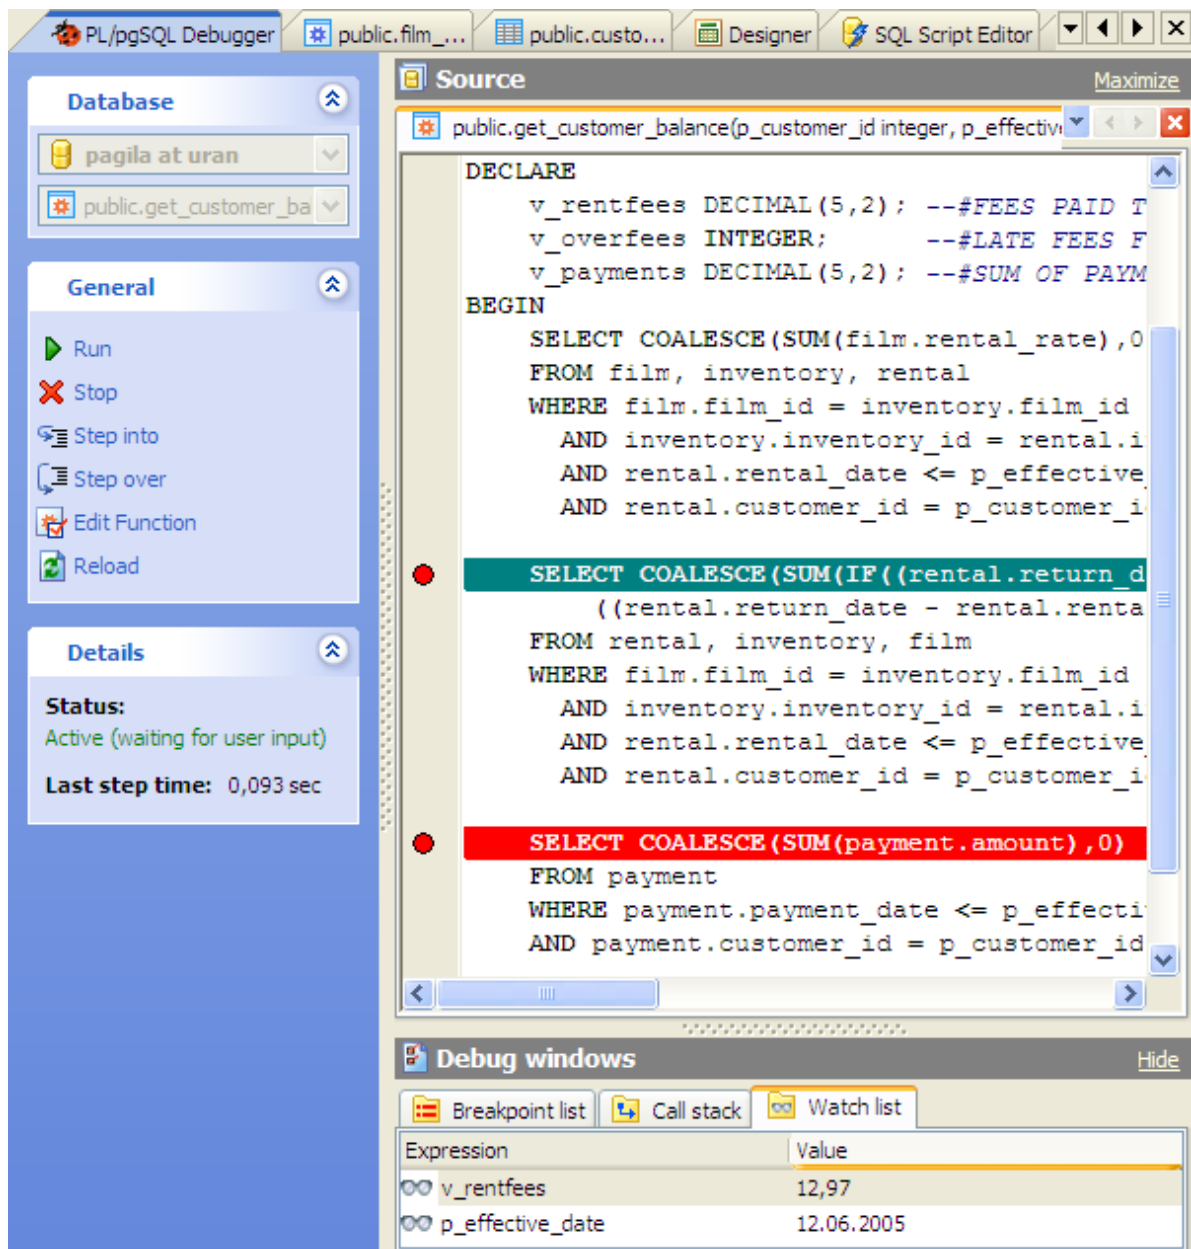 PL/pgSQL Debugger public.film_... public.custo... Designer SQL Script Editor
Database
pagila at uran
public.get_customer_ba
General
Run
Stop
Step into
Step over
Edit Function
Reload
Details
Status:
Active (waiting for user input)
Last step time: 0,093 sec
Source Maximize
public.get_customer_balance(p_customer_id integer, p_effectiv
DECLARE
v_rentfees DECIMAL(5,2); --#FEES PAID T
v_overfees INTEGER; --#LATE FEES F
v_payments DECIMAL(5,2); --#SUM OF PAYM
BEGIN
SELECT COALESCE(SUM(film.rental_rate),0
FROM film, inventory, rental
WHERE film.film_id = inventory.film_id
AND inventory.inventory_id = rental.i
AND rental.rental_date <= p_effective_
AND rental.customer_id = p_customer_i
SELECT COALESCE(SUM(IF((rental.return_d
((rental.return_date - rental.renta
FROM rental, inventory, film
WHERE film.film_id = inventory.film_id
AND inventory.inventory_id = rental.i
AND rental.rental_date <= p_effective_
AND rental.customer_id = p_customer_i
SELECT COALESCE(SUM(payment.amount),0)
FROM payment
WHERE payment.payment_date <= p_effecti
AND payment.customer_id = p_customer_id
Debug windows Hide
Breakpoint list Call stack Watch list
Expression Value
v_rentfees 12,97
p_effective_date 12.06.2005